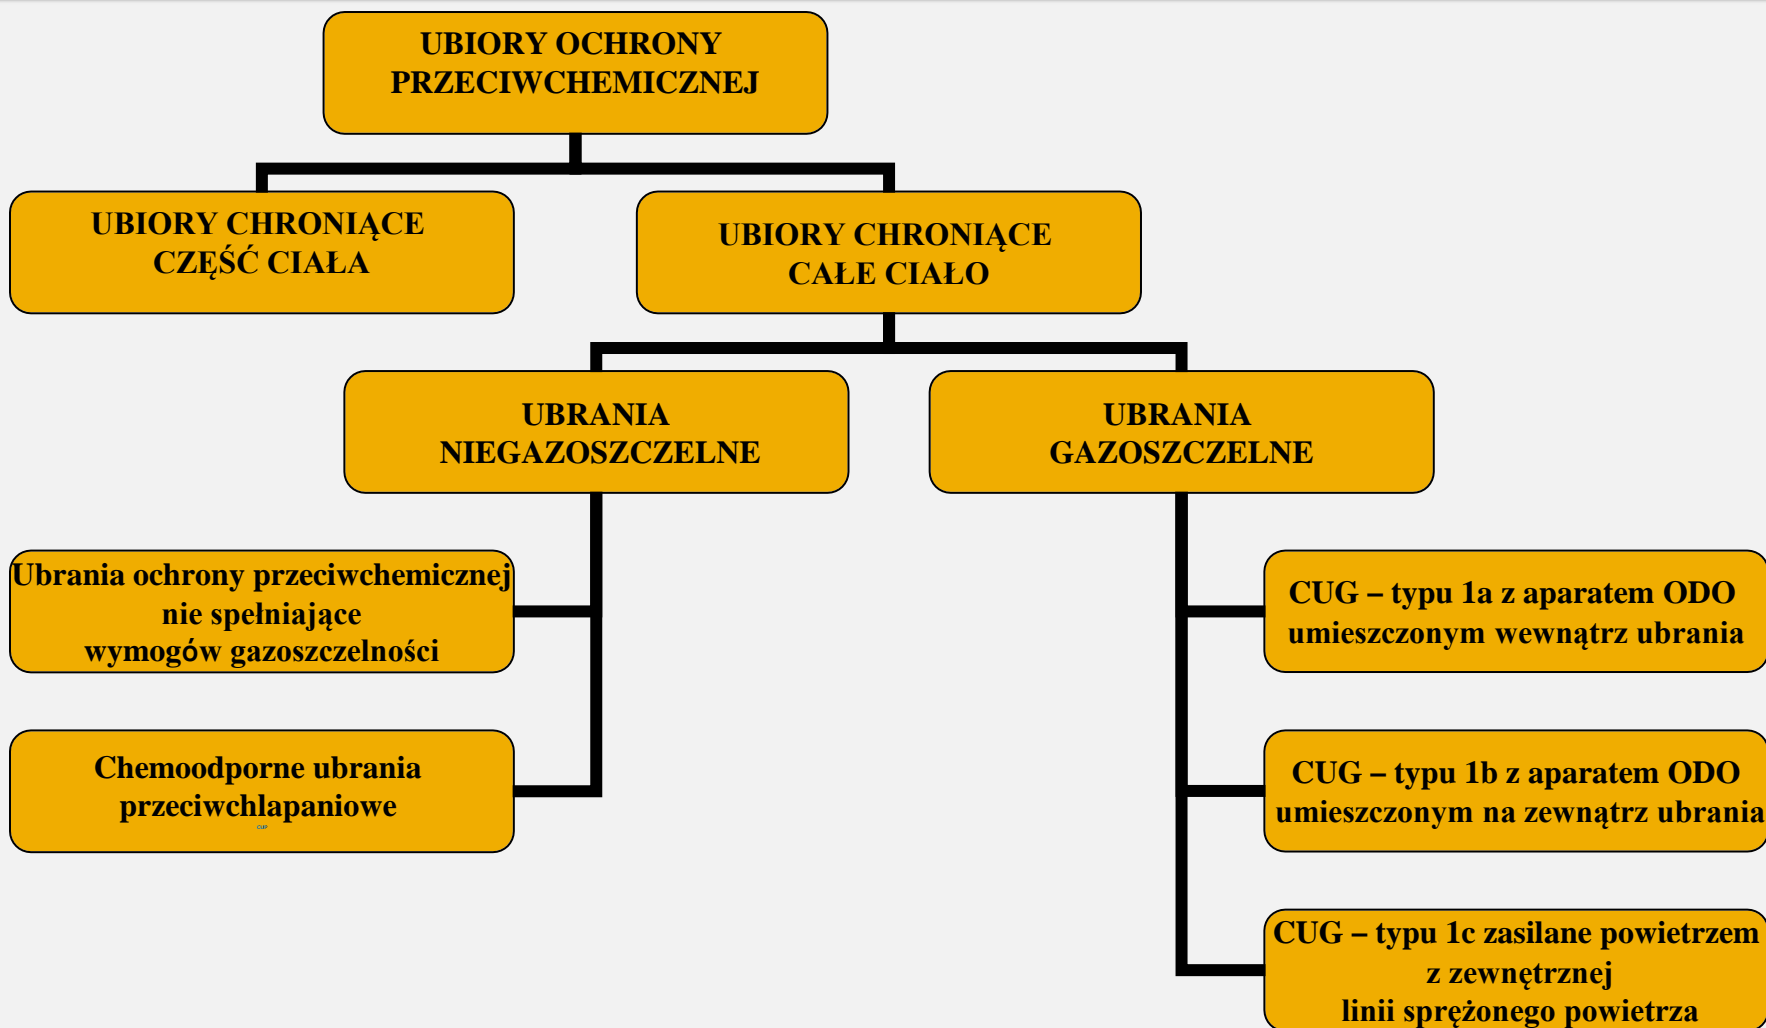 UBIORY OCHRONY
PRZECIWCHEMICZNEJ
UBIORY CHRONIĄCE
CZĘŚĆ CIAŁA
UBIORY CHRONIĄCE
CAŁE CIAŁO
UBRANIA
NIEGAZOSZCZELNE
UBRANIA
GAZOSZCZELNE
Ubrania ochrony przeciwchemicznej
nie spełniające
wymogów gazoszczelności
CUG – typu 1a z aparatem ODO
umieszczonym wewnątrz ubrania
Chemoodporne ubrania
przeciwchlapaniowe
CUG – typu 1b z aparatem ODO
umieszczonym na zewnątrz ubrania
CUG – typu 1c zasilane powietrzem
z zewnętrznej
linii sprężonego powietrza